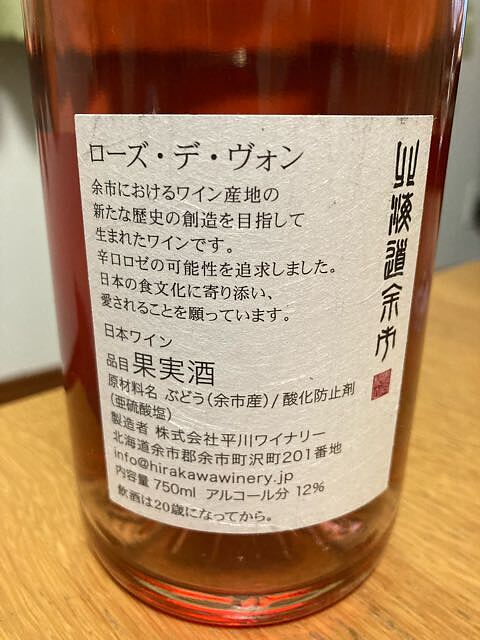 ローズ・デ・ヴォン
余市におけるワイン産地の
新たな歴史の創造を目指して
生まれたワインです。
辛口ロゼの可能性を追求しました。
日本の食文化に寄り添い、
愛されることを願っています。
日本ワイン
品目果実酒
原材料名 ぶどう(余市産)/酸化防止剤
(亜硫酸塩)
製造者 株式会社平川ワイナリー
北海道余市郡余市町沢町201番地
info@hirakawawinery.jp
内容量 750ml アルコール分 12%
飲酒は20歳になってから。
北海道余市